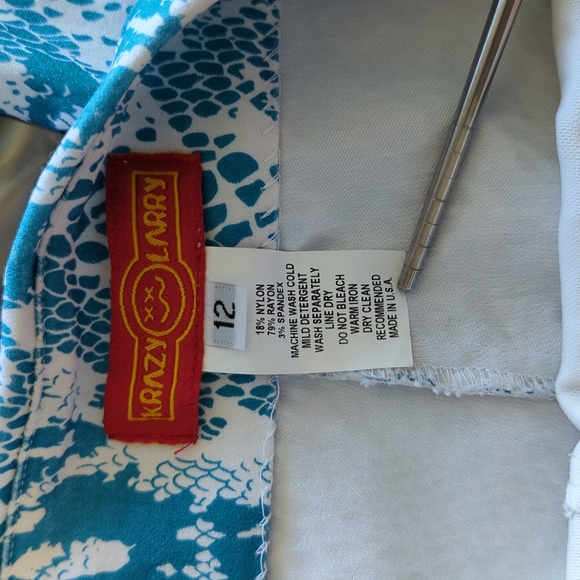 KRAZY LARRY
12
18% NYLON
79% RAYON
3% SPANDEX
MACHINE WASH COLD
MILD DETERGENT
WASH SEPARATELY
LINE DRY
DO NOT BLEACH
WARM IRON
DRY CLEAN
RECOMMENDED
MADE IN U.S.A.